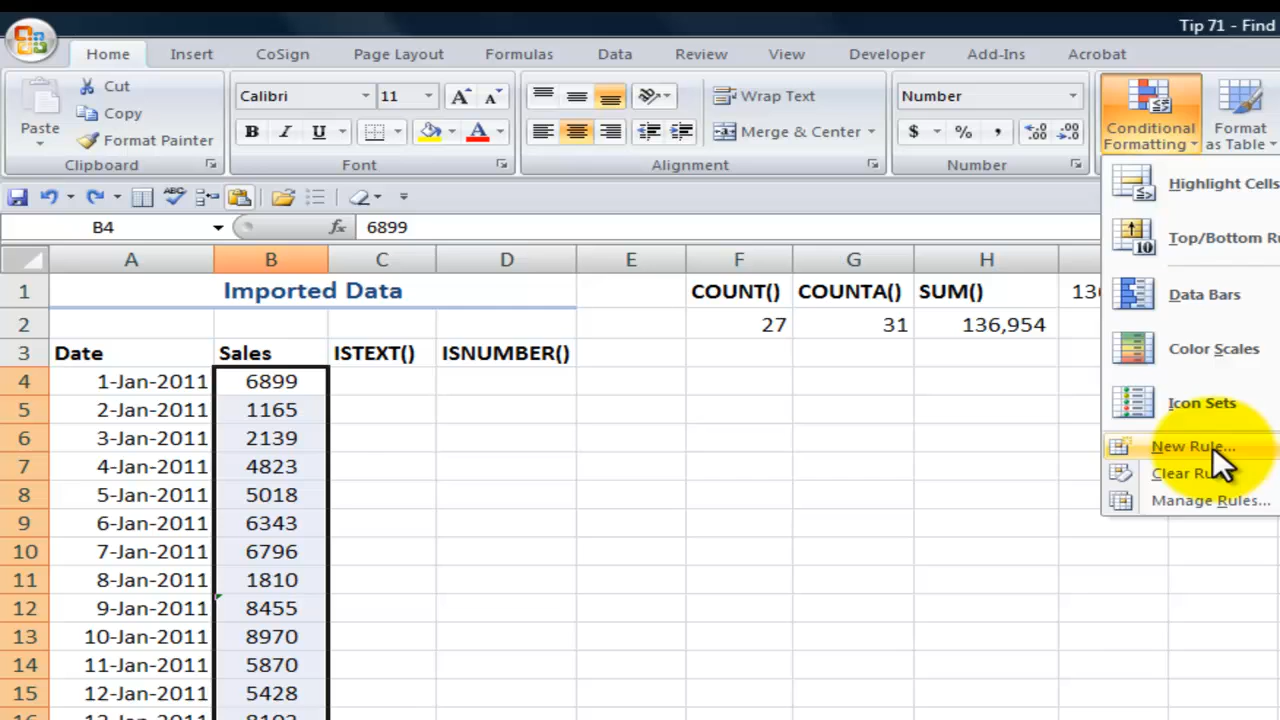 Tip 71 - Find
Home Insert CoSign Page Layout Formulas Data Review View Developer Add-Ins Acrobat
Paste
Cut
Copy
Format Painter
Clipboard
Calibri 11
B I U
Font
Wrap Text
Merge & Center
Alignment
Number
$ % ,
Number
Conditional Formatting
Format as Table
Highlight Cells
Top/Bottom
Data Bars
Color Scales
Icon Sets
New Rule...
Clear
Manage Rules...
B4 fx 6899
A B C D E F G H
1 Imported Data COUNT() COUNTA() SUM()
2 27 31 136,954
3 Date Sales ISTEXT() ISNUMBER()
4 1-Jan-2011 6899
5 2-Jan-2011 1165
6 3-Jan-2011 2139
7 4-Jan-2011 4823
8 5-Jan-2011 5018
9 6-Jan-2011 6343
10 7-Jan-2011 6796
11 8-Jan-2011 1810
12 9-Jan-2011 8455
13 10-Jan-2011 8970
14 11-Jan-2011 5870
15 12-Jan-2011 5428